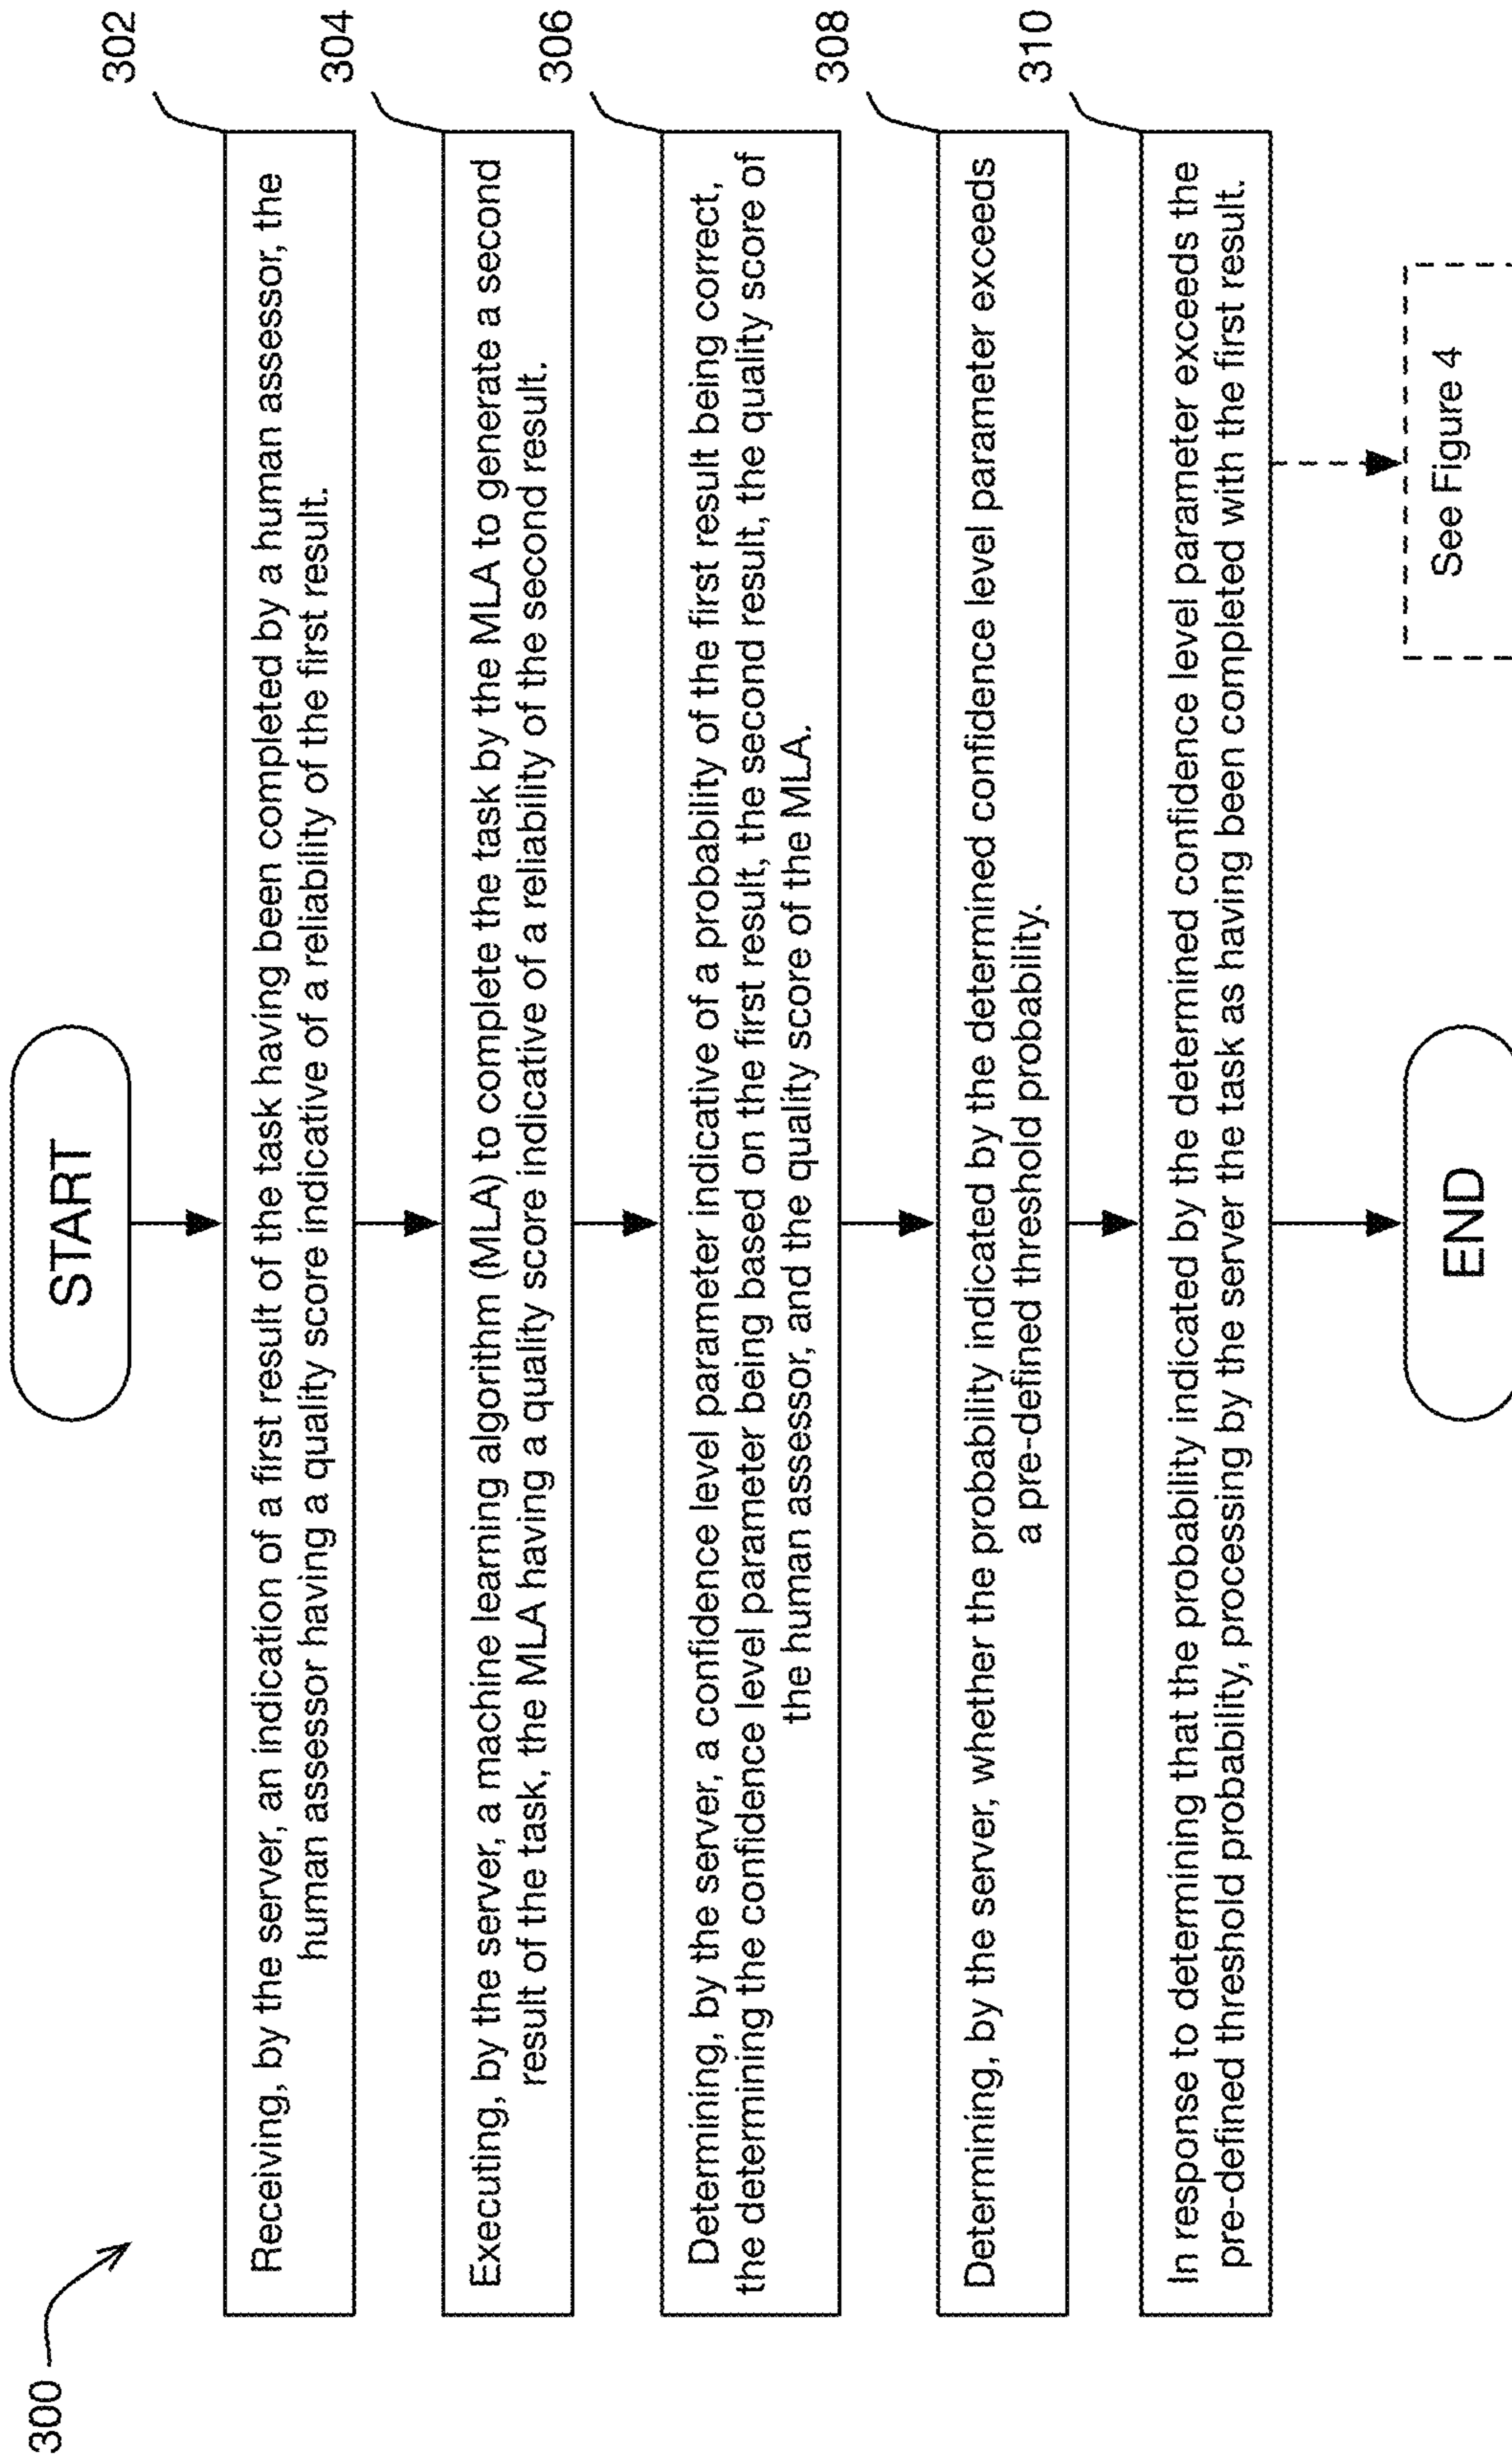 300
START
302
Receiving, by the server, an indication of a first result of the task having been completed by a human assessor, the
human assessor having a quality score indicative of a reliability of the first result.
304
Executing, by the server, a machine learning algorithm (MLA) to complete the task by the MLA to generate a second
result of the task, the MLA having a quality score indicative of a reliability of the second result.
306
Determining, by the server, a confidence level parameter indicative of a probability of the first result being correct,
the determining the confidence level parameter being based on the first result, the second result, the quality score of
the human assessor, and the quality score of the MLA.
308
Determining, by the server, whether the probability indicated by the determined confidence level parameter exceeds
a pre-defined threshold probability.
310
In response to determining that the probability indicated by the determined confidence level parameter exceeds the
pre-defined threshold probability, processing by the server the task as having been completed with the first result.
END
See Figure 4